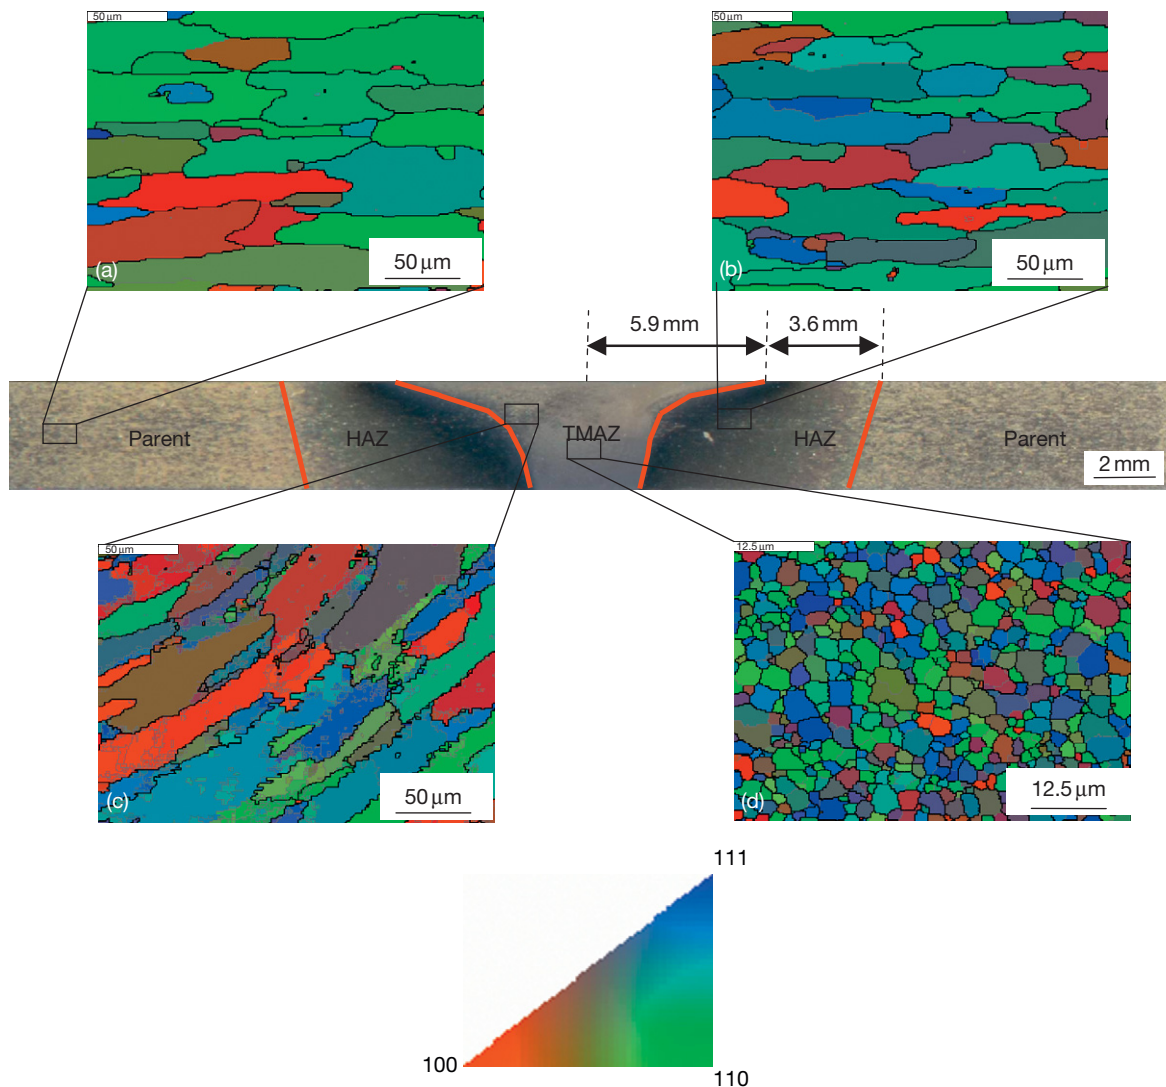 50 µm
50 µm
(a)
50 µm
(b)
50 µm
5.9 mm
3.6 mm
Parent
HAZ
TMAZ
HAZ
Parent
2 mm
50 µm
12.5 µm
(c)
50 µm
(d)
12.5 µm
111
100
110